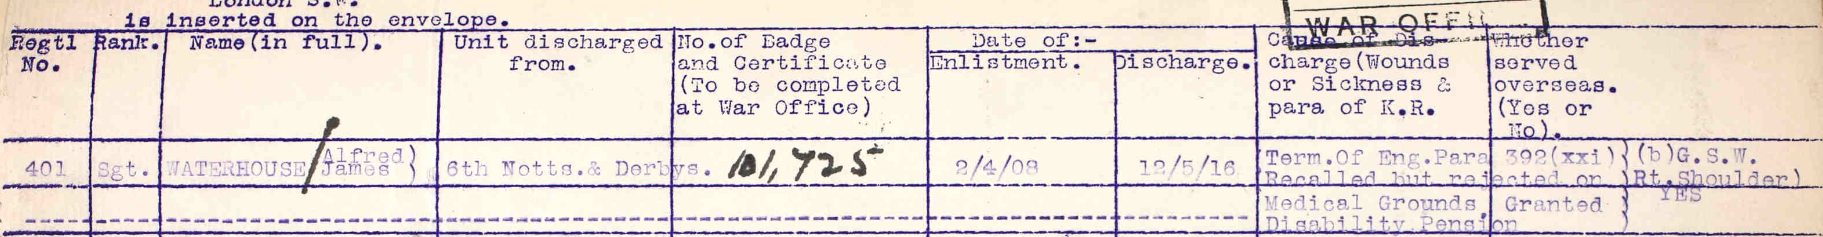 London S.W.
is inserted on the envelope.
WAR OFFI
Regtl No. Rank. Name(in full). Unit discharged from. No.of Badge and Certificate (To be completed at War Office) Date of:- Enlistment. Discharge. Cause of Dis- charge(Wounds or Sickness & para of K.R. Whether served overseas. (Yes or No).
401 Sgt. WATERHOUSE/Alfred James) 6th Notts.& Derbys. 101,725 2/4/08 12/5/16 Term.Of Eng.Para 392(xxi) (b)G.S.W.
Recalled but rejected on )Rt.Shoulder)
Medical Grounds. Granted YES
Disability Pension